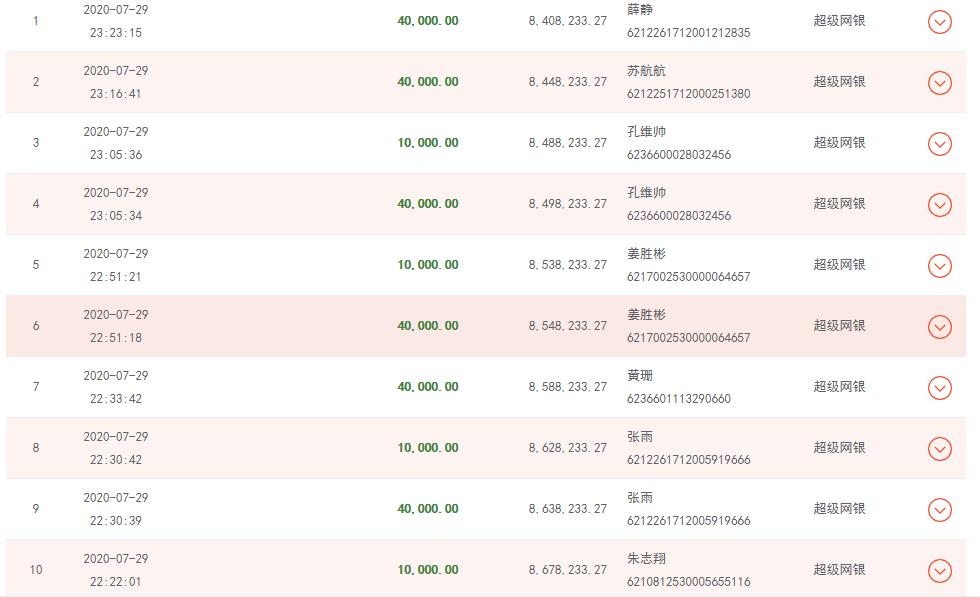 1 2020-07-29 23:23:15 40,000.00 8,408,233.27 薛静 6212261712001212835 超级网银
2 2020-07-29 23:16:41 40,000.00 8,448,233.27 苏航航 6212251712000251380 超级网银
3 2020-07-29 23:05:36 10,000.00 8,488,233.27 孔维帅 6236600028032456 超级网银
4 2020-07-29 23:05:34 40,000.00 8,498,233.27 孔维帅 6236600028032456 超级网银
5 2020-07-29 22:51:21 10,000.00 8,538,233.27 姜胜彬 6217002530000064657 超级网银
6 2020-07-29 22:51:18 40,000.00 8,548,233.27 姜胜彬 6217002530000064657 超级网银
7 2020-07-29 22:33:42 40,000.00 8,588,233.27 黄珊 6236601113290660 超级网银
8 2020-07-29 22:30:42 10,000.00 8,628,233.27 张雨 6212261712005919666 超级网银
9 2020-07-29 22:30:39 40,000.00 8,638,233.27 张雨 6212261712005919666 超级网银
10 2020-07-29 22:22:01 10,000.00 8,678,233.27 朱志翔 6210812530005655116 超级网银